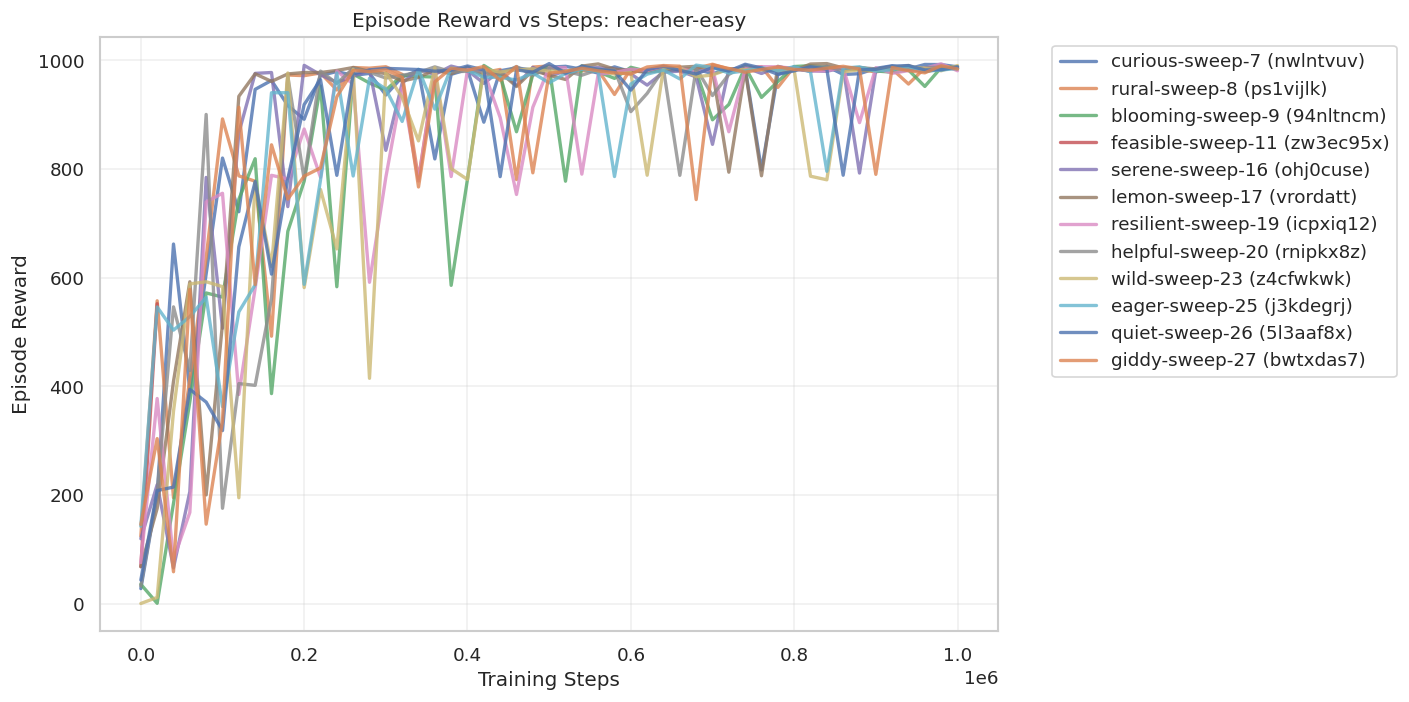 Episode Reward vs Steps: reacher-easy
Episode Reward
1000
800
600
400
200
0
0.0 0.2 0.4 0.6 0.8 1.0
1e6
Training Steps
curious-sweep-7 (nwlntvuv)
rural-sweep-8 (ps1vijlk)
blooming-sweep-9 (94nltncm)
feasible-sweep-11 (zw3ec95x)
serene-sweep-16 (ohj0cuse)
lemon-sweep-17 (vrordatt)
resilient-sweep-19 (icpxiq12)
helpful-sweep-20 (rnipkx8z)
wild-sweep-23 (z4cfwkwk)
eager-sweep-25 (j3kdegrj)
quiet-sweep-26 (5l3aaf8x)
giddy-sweep-27 (bwtxdas7)